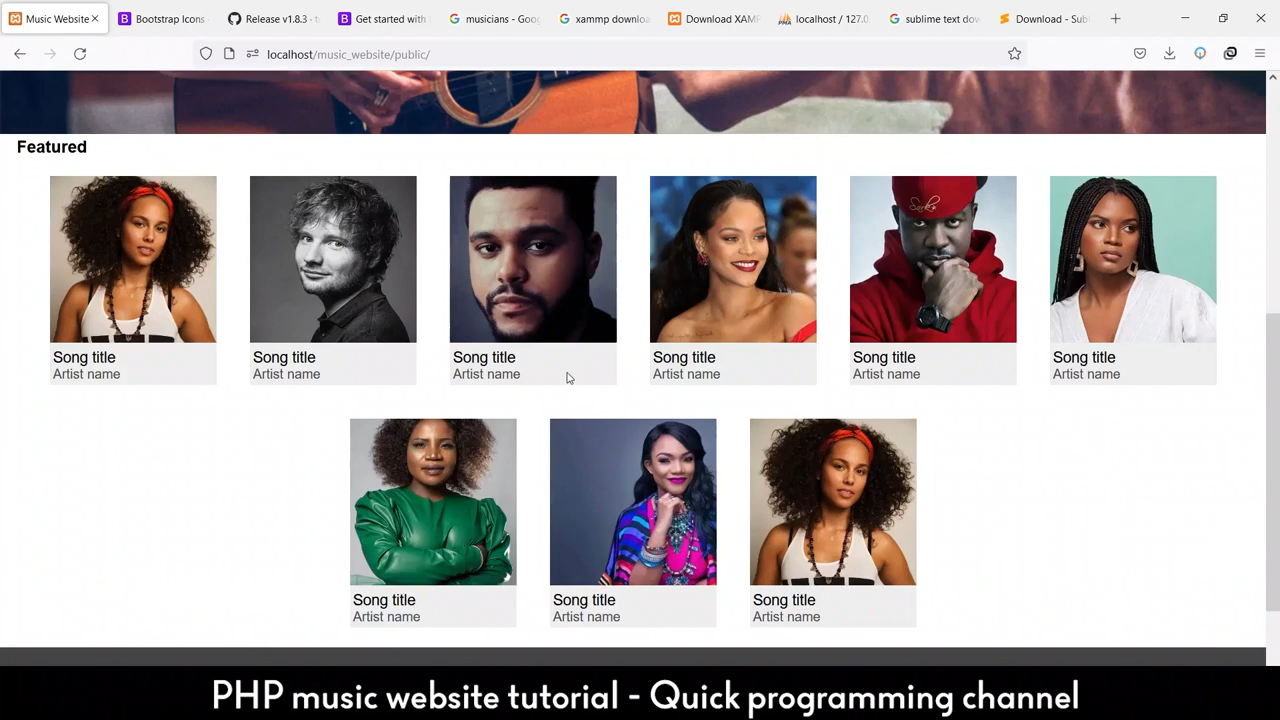 Music Website
Bootstrap Icons
Release v1.8.3 · t
Get started with
musicians - Goo
xammp downlo
Download XAM
localhost / 127.0
sublime text dow
Download - Sub
localhost/music_website/public/
Featured
Song title Song title Song title Song title Song title Song title
Artist name Artist name Artist name Artist name Artist name Artist name
Song title Song title Song title
Artist name Artist name Artist name
PHP music website tutorial - Quick programming channel